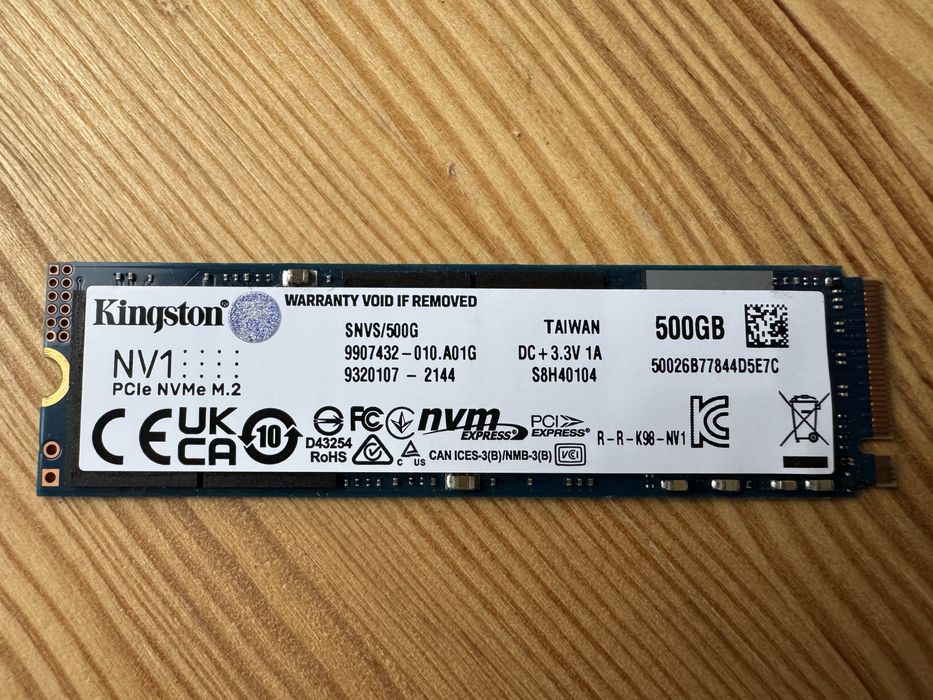 Kingston®
WARRANTY VOID IF REMOVED
NV1
PCIe NVMe M.2
SNVS/500G
9907432-010.A01G
9320107 - 2144
TAIWAN
DC+3.3V 1A
S8H40104
500GB
50026B77844D5E7C
CE
UK
CA
10
D43254
RoHS
FC
nvm
EXPRESS®
PCI
EXPRESS®
C US
CAN ICES-3(B)/NMB-3(B)
VCI
R-R-K98-NV1